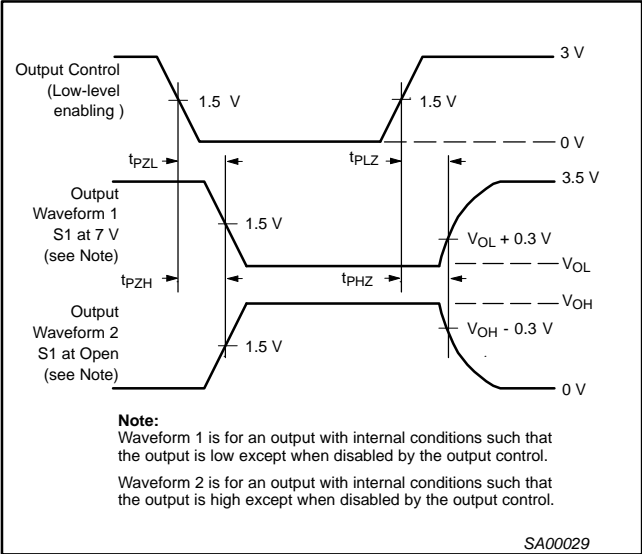 Output Control
(Low-level
enabling )
1.5 V
1.5 V
3 V
0 V
tPZL
tPLZ
Output
Waveform 1
S1 at 7 V
(see Note)
1.5 V
3.5 V
VOL + 0.3 V
VOL
tPZH
tPHZ
Output
Waveform 2
S1 at Open
(see Note)
1.5 V
VOH
VOH - 0.3 V
0 V
Note:
Waveform 1 is for an output with internal conditions such that
the output is low except when disabled by the output control.
Waveform 2 is for an output with internal conditions such that
the output is high except when disabled by the output control.
SA00029